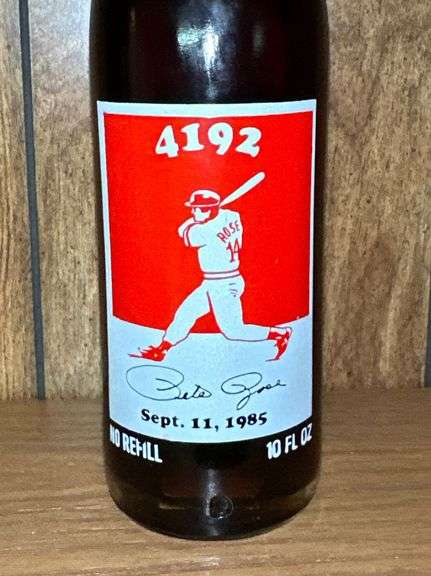 4192
ROSE
14
Pete Rose
Sept. 11, 1985
NO REFILL 10 FL OZ